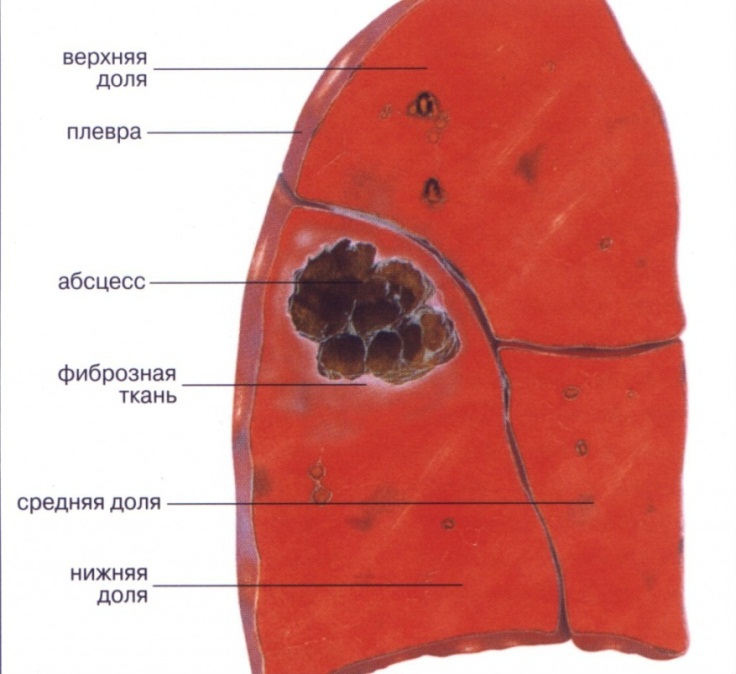 верхняя
доля
плевра
абсцесс
фиброзная
ткань
средняя доля
нижняя
доля